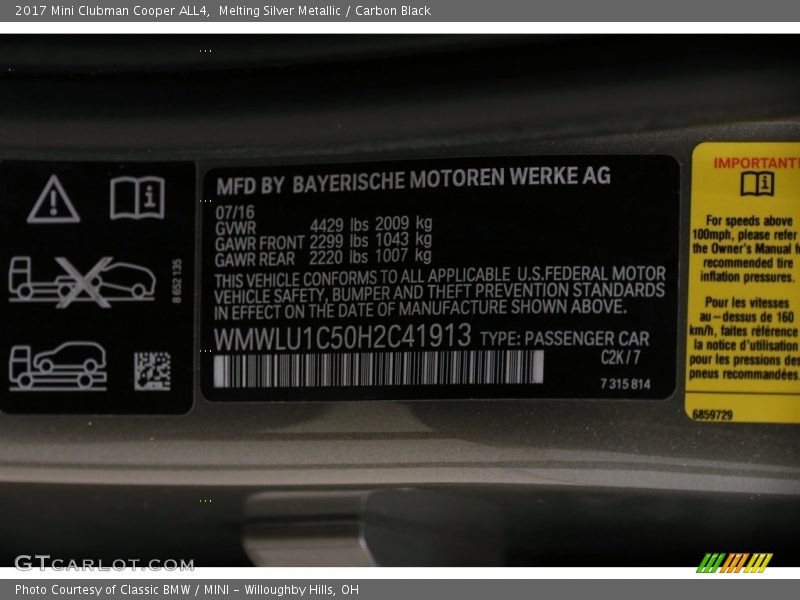 2017 Mini Clubman Cooper ALL4,  Melting Silver Metallic / Carbon Black
8 652 135
MFD BY BAYERISCHE MOTOREN WERKE AG
07/16
GVWR 4429 lbs 2009 kg
GAWR FRONT 2299 lbs 1043 kg
GAWR REAR 2220 lbs 1007 kg
THIS VEHICLE CONFORMS TO ALL APPLICABLE U.S.FEDERAL MOTOR
VEHICLE SAFETY, BUMPER AND THEFT PREVENTION STANDARDS
IN EFFECT ON THE DATE OF MANUFACTURE SHOWN ABOVE.
WMWLU1C50H2C41913 TYPE: PASSENGER CAR
C2K / 7
7 315 814
IMPORTANT!
For speeds above
100mph, please refer
the Owner's Manual
recommended tire
inflation pressures.
Pour les vitesses
au-dessus de 160
km/h, faites référence
la notice d'utilisation
pour les pressions
pneus recommandées.
6859729
GTcarlot.com
Photo Courtesy of Classic BMW / MINI - Willoughby Hills, OH